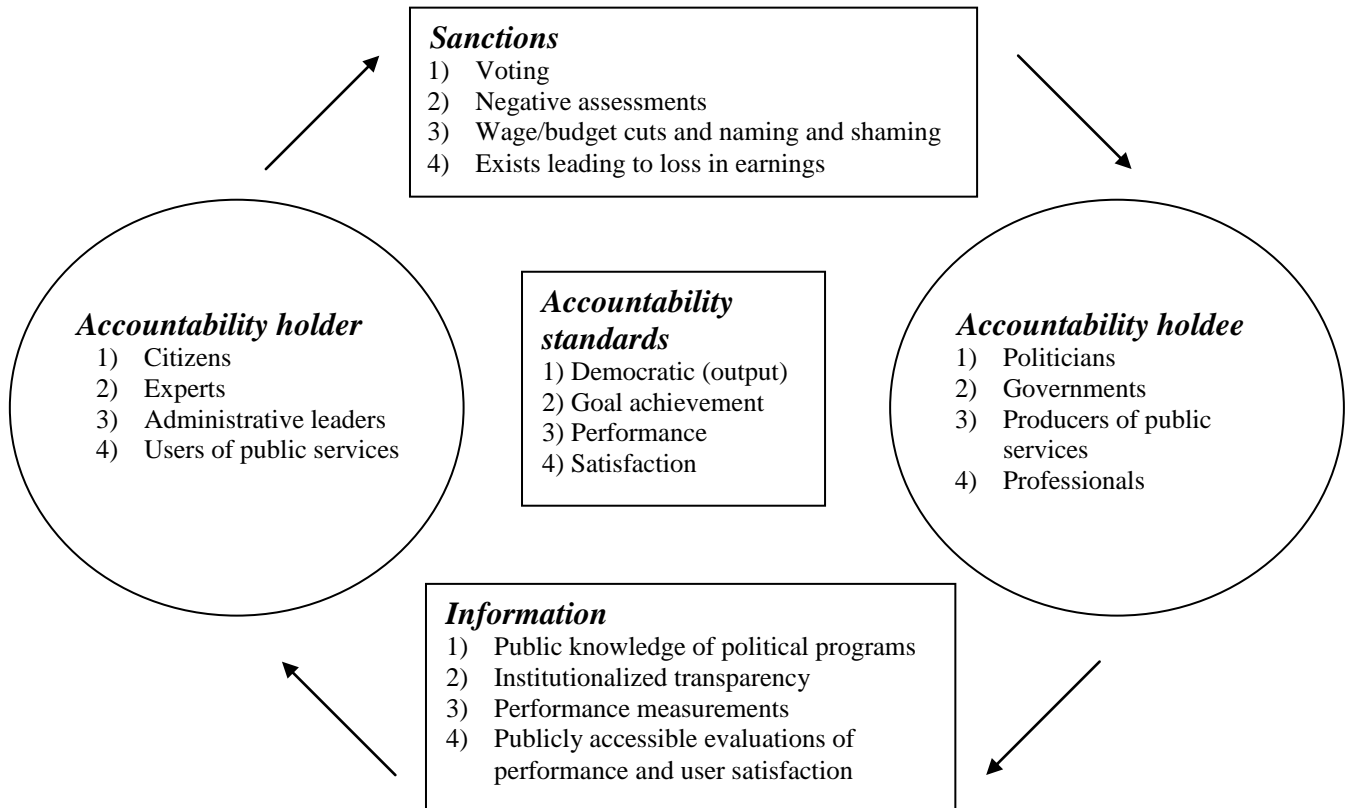 Sanctions
1) Voting
2) Negative assessments
3) Wage/budget cuts and naming and shaming
4) Exists leading to loss in earnings
Accountability holder
1) Citizens
2) Experts
3) Administrative leaders
4) Users of public services
Accountability
standards
1) Democratic (output)
2) Goal achievement
3) Performance
4) Satisfaction
Accountability holdee
1) Politicians
2) Governments
3) Producers of public
services
4) Professionals
Information
1) Public knowledge of political programs
2) Institutionalized transparency
3) Performance measurements
4) Publicly accessible evaluations of
performance and user satisfaction